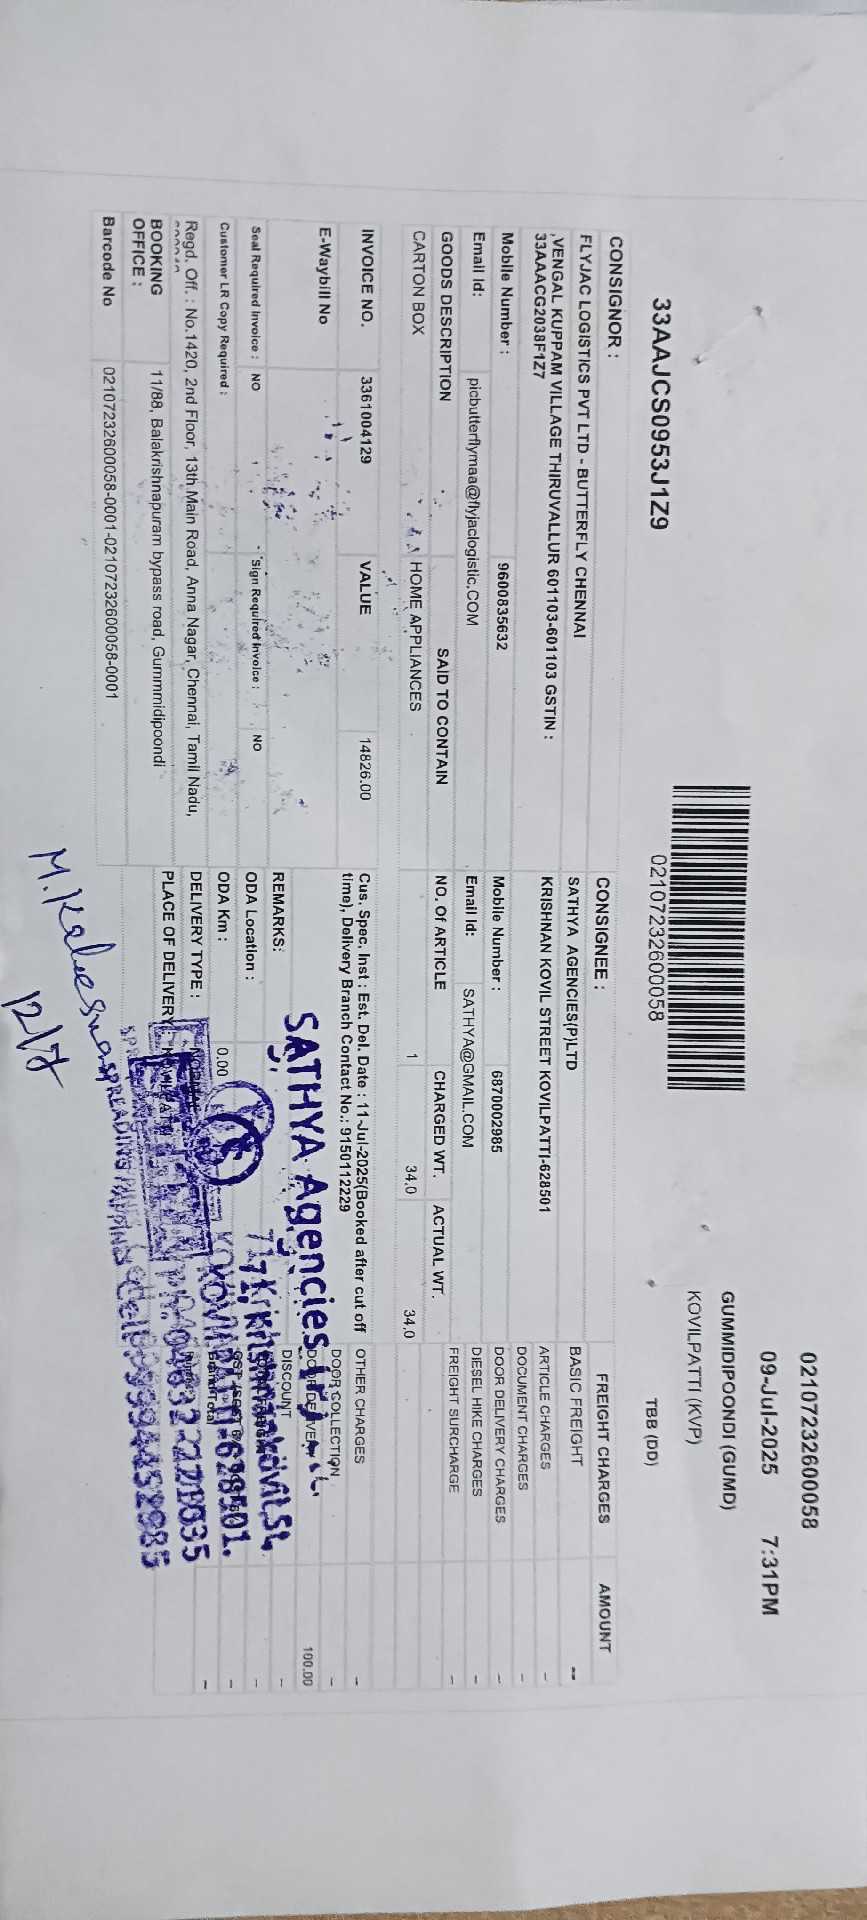 02107232600058
09-Jul-2025 7:31PM
GUMMIDIPOONDI (GUMD)
KOVILPATTI (KVP)
TBB (DD)
33AAJCS0953J1Z9
02107232600058
CONSIGNOR :
FLYJAC LOGISTICS PVT LTD - BUTTERFLY CHENNAI
,VENGAL KUPPAM VILLAGE THIRUVALLUR 601103-601103 GSTIN :
33AAACG2038F1Z7
Mobile Number : 9600835632
Email Id: picbutterflymaa@flyjaclogistic.COM
GOODS DESCRIPTION SAID TO CONTAIN
CARTON BOX HOME APPLIANCES
INVOICE NO. 3361004129 VALUE 14826.00
E-Waybill No
Seal Required Invoice : NO Sign Required Invoice : NO
Customer LR Copy Required :
Regd. Off. : No.1420, 2nd Floor, 13th Main Road, Anna Nagar, Chennai, Tamil Nadu,
BOOKING OFFICE : 11/88, Balakrishnapuram bypass road, Gummmidipoondi
Barcode No 02107232600058-0001-02107232600058-0001
CONSIGNEE :
SATHYA AGENCIES(P)LTD
KRISHNAN KOVIL STREET KOVILPATTI-628501
Mobile Number : 6870002985
Email Id: SATHYA@GMAIL.COM
NO. Of ARTICLE CHARGED WT. ACTUAL WT.
1 34.0 34.0
Cus. Spec. Inst : Est. Del. Date : 11-Jul-2025(Booked after cut off
time), Delivery Branch Contact No.: 9150112229
REMARKS:
ODA Location :
ODA Km : 0.00
DELIVERY TYPE :
PLACE OF DELIVERY :
FREIGHT CHARGES AMOUNT
BASIC FREIGHT --
ARTICLE CHARGES --
DOCUMENT CHARGES --
DOOR DELIVERY CHARGES --
DIESEL HIKE CHARGES --
FREIGHT SURCHARGE --
OTHER CHARGES --
DOOR COLLECTION --
DOOR DELIVERY 100.00
DISCOUNT --
SATHYA Agencies
SPREADING HAPPINESS
12/7